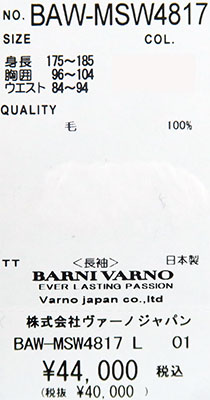 NO. BAW-MSW4817
SIZE COL.
身長 175〜185
胸囲 96〜104
ウエスト 84〜94
QUALITY
毛 100%
TT <長袖> 日本製
BARNI VARNO
EVER LASTING PASSION
Varno japan co.,ltd
株式会社ヴァーノジャパン
BAW-MSW4817 L 01
¥44,000 税込
(税抜 ¥40,000 )